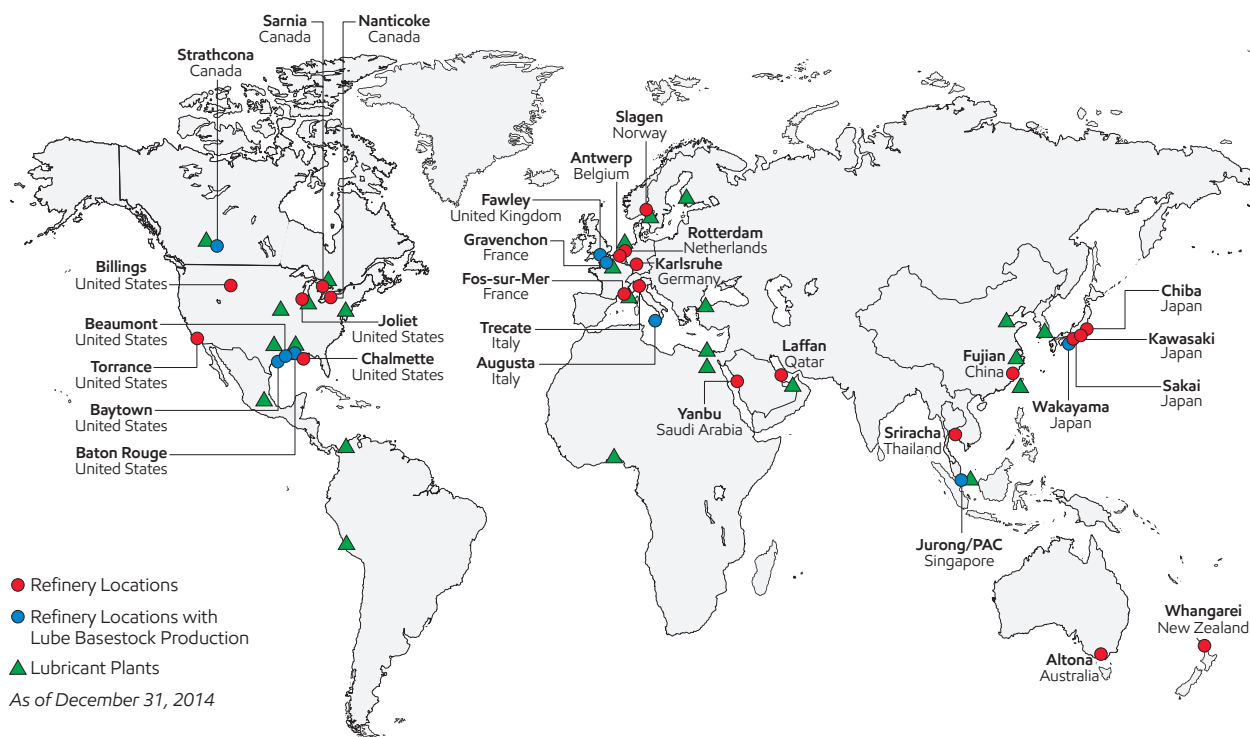 Sarnia
Canada
Nanticoke
Canada
Strathcona
Canada
Billings
United States
Beaumont
United States
Torrance
United States
Baytown
United States
Baton Rouge
United States
Joliet
United States
Chalmette
United States
Slagen
Norway
Antwerp
Belgium
Fawley
United Kingdom
Gravenchon
France
Fos-sur-Mer
France
Rotterdam
Netherlands
Karlsruhe
Germany
Trecate
Italy
Augusta
Italy
Laffan
Qatar
Yanbu
Saudi Arabia
Fujian
China
Sriracha
Thailand
Chiba
Japan
Kawasaki
Japan
Sakai
Japan
Wakayama
Japan
Jurong/PAC
Singapore
Whangarei
New Zealand
Altona
Australia
Refinery Locations
Refinery Locations with
Lube Basestock Production
Lubricant Plants
As of December 31, 2014